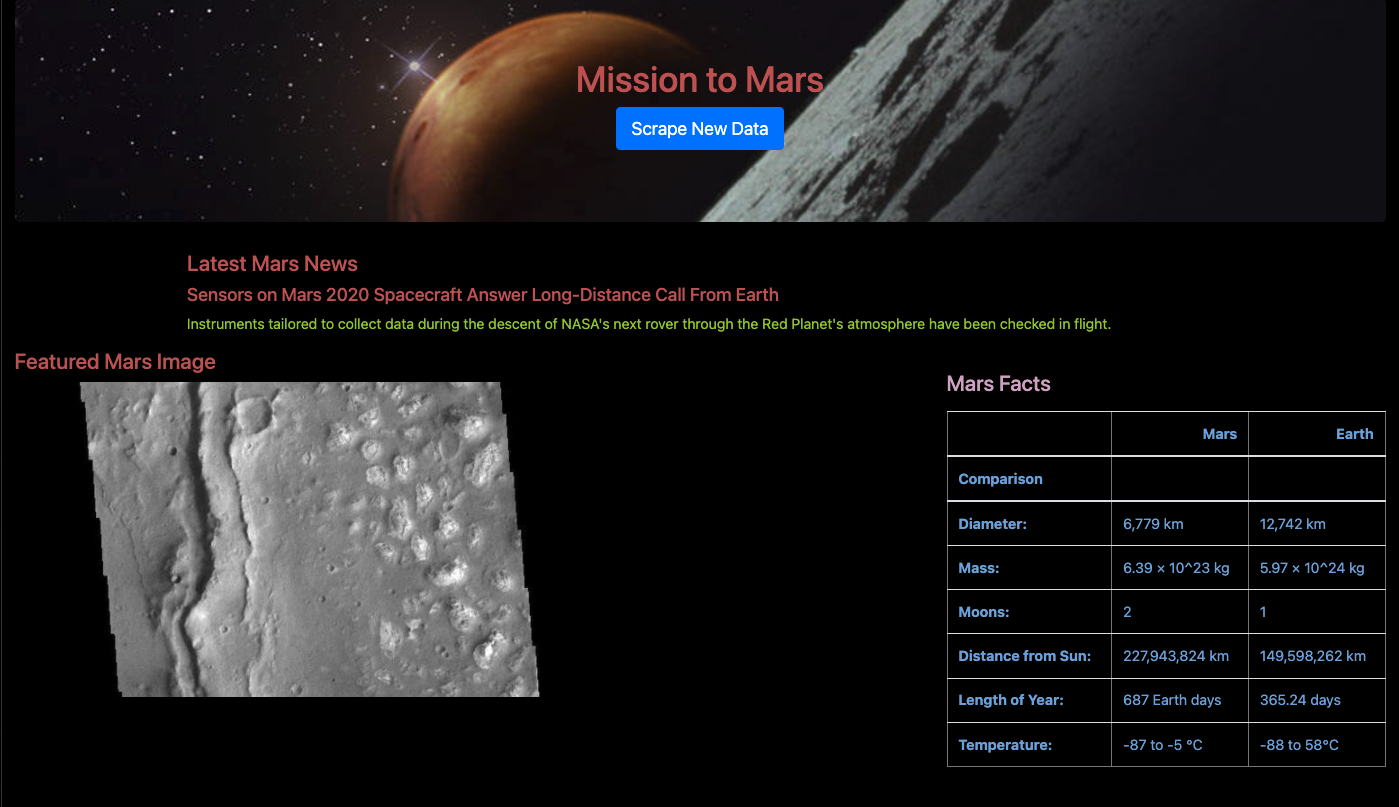 Mission to Mars
Scrape New Data
Latest Mars News
Sensors on Mars 2020 Spacecraft Answer Long-Distance Call From Earth
Instruments tailored to collect data during the descent of NASA's next rover through the Red Planet's atmosphere have been checked in flight.
Featured Mars Image
Mars Facts
Mars Earth
Comparison
Diameter: 6,779 km 12,742 km
Mass: 6.39 × 10^23 kg 5.97 × 10^24 kg
Moons: 2 1
Distance from Sun: 227,943,824 km 149,598,262 km
Length of Year: 687 Earth days 365.24 days
Temperature: -87 to -5 °C -88 to 58°C